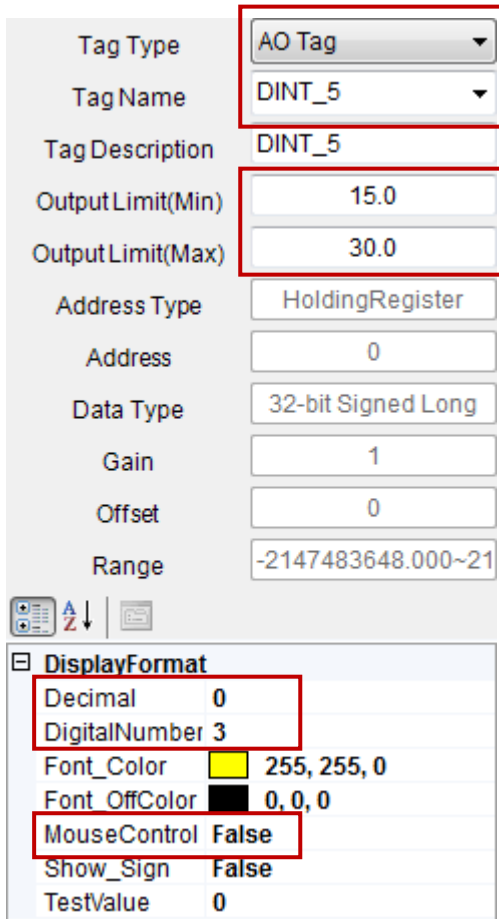 Tag Type AO Tag
Tag Name DINT_5
Tag Description DINT_5
Output Limit(Min) 15.0
Output Limit(Max) 30.0
Address Type HoldingRegister
Address 0
Data Type 32-bit Signed Long
Gain 1
Offset 0
Range -2147483648.000~21
A Z
DisplayFormat
Decimal 0
DigitalNumber 3
Font_Color 255, 255, 0
Font_OffColor 0, 0, 0
MouseControl False
Show_Sign False
TestValue 0